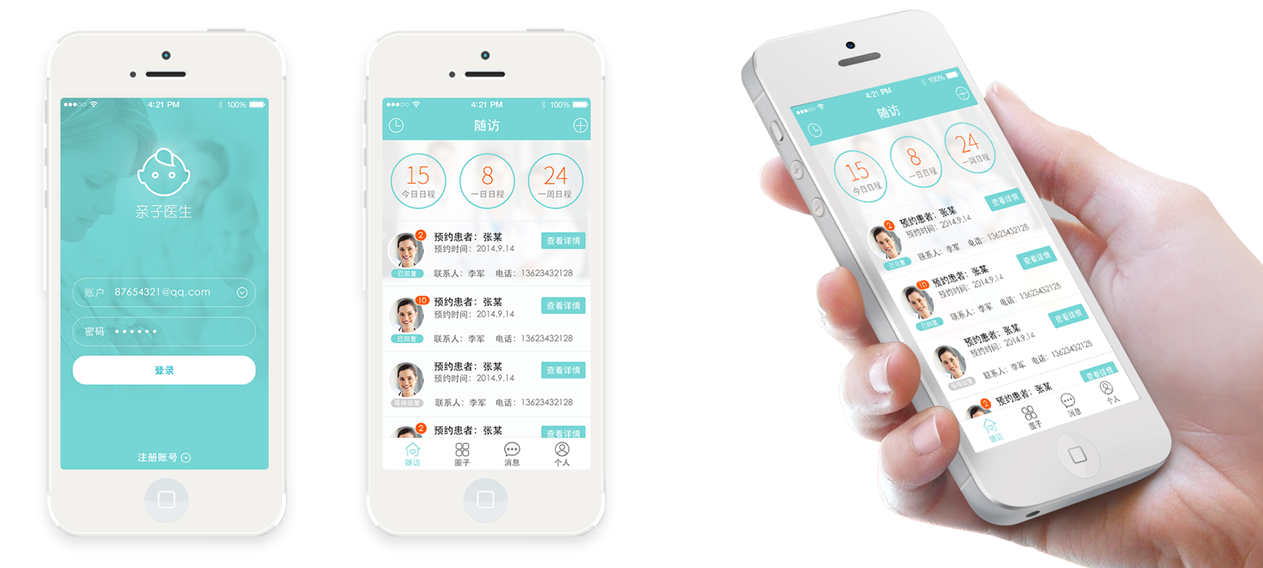 4:21 PM 100%
亲子医生
账户 87654321@qq.com
密码
登录
注册账号
4:21 PM 100%
随访
15 8 24
今日日程 一日日程 一周日程
2 预约患者：张某
预约时间：2014.9.14
查看详情
已回复 联系人：李军 电话：13623432128
10 预约患者：张某
预约时间：2014.9.14
查看详情
已回复 联系人：李军 电话：13623432128
预约患者：张某
预约时间：2014.9.14
查看详情
等待回复 联系人：李军 电话：13623432128
2 预约患者：张某
查看详情
随访 圈子 消息 个人
4:21 PM 100%
随访
15 8 24
今日日程 一日日程 一周日程
2 预约患者：张某
预约时间：2014.9.14
查看详情
已回复 联系人：李军 电话：13623432128
10 预约患者：张某
预约时间：2014.9.14
查看详情
已回复 联系人：李军 电话：13623432128
预约患者：张某
预约时间：2014.9.14
查看详情
等待回复 联系人：李军 电话：13623432128
2 预约患者：张某
查看详情
随访 圈子 消息 个人